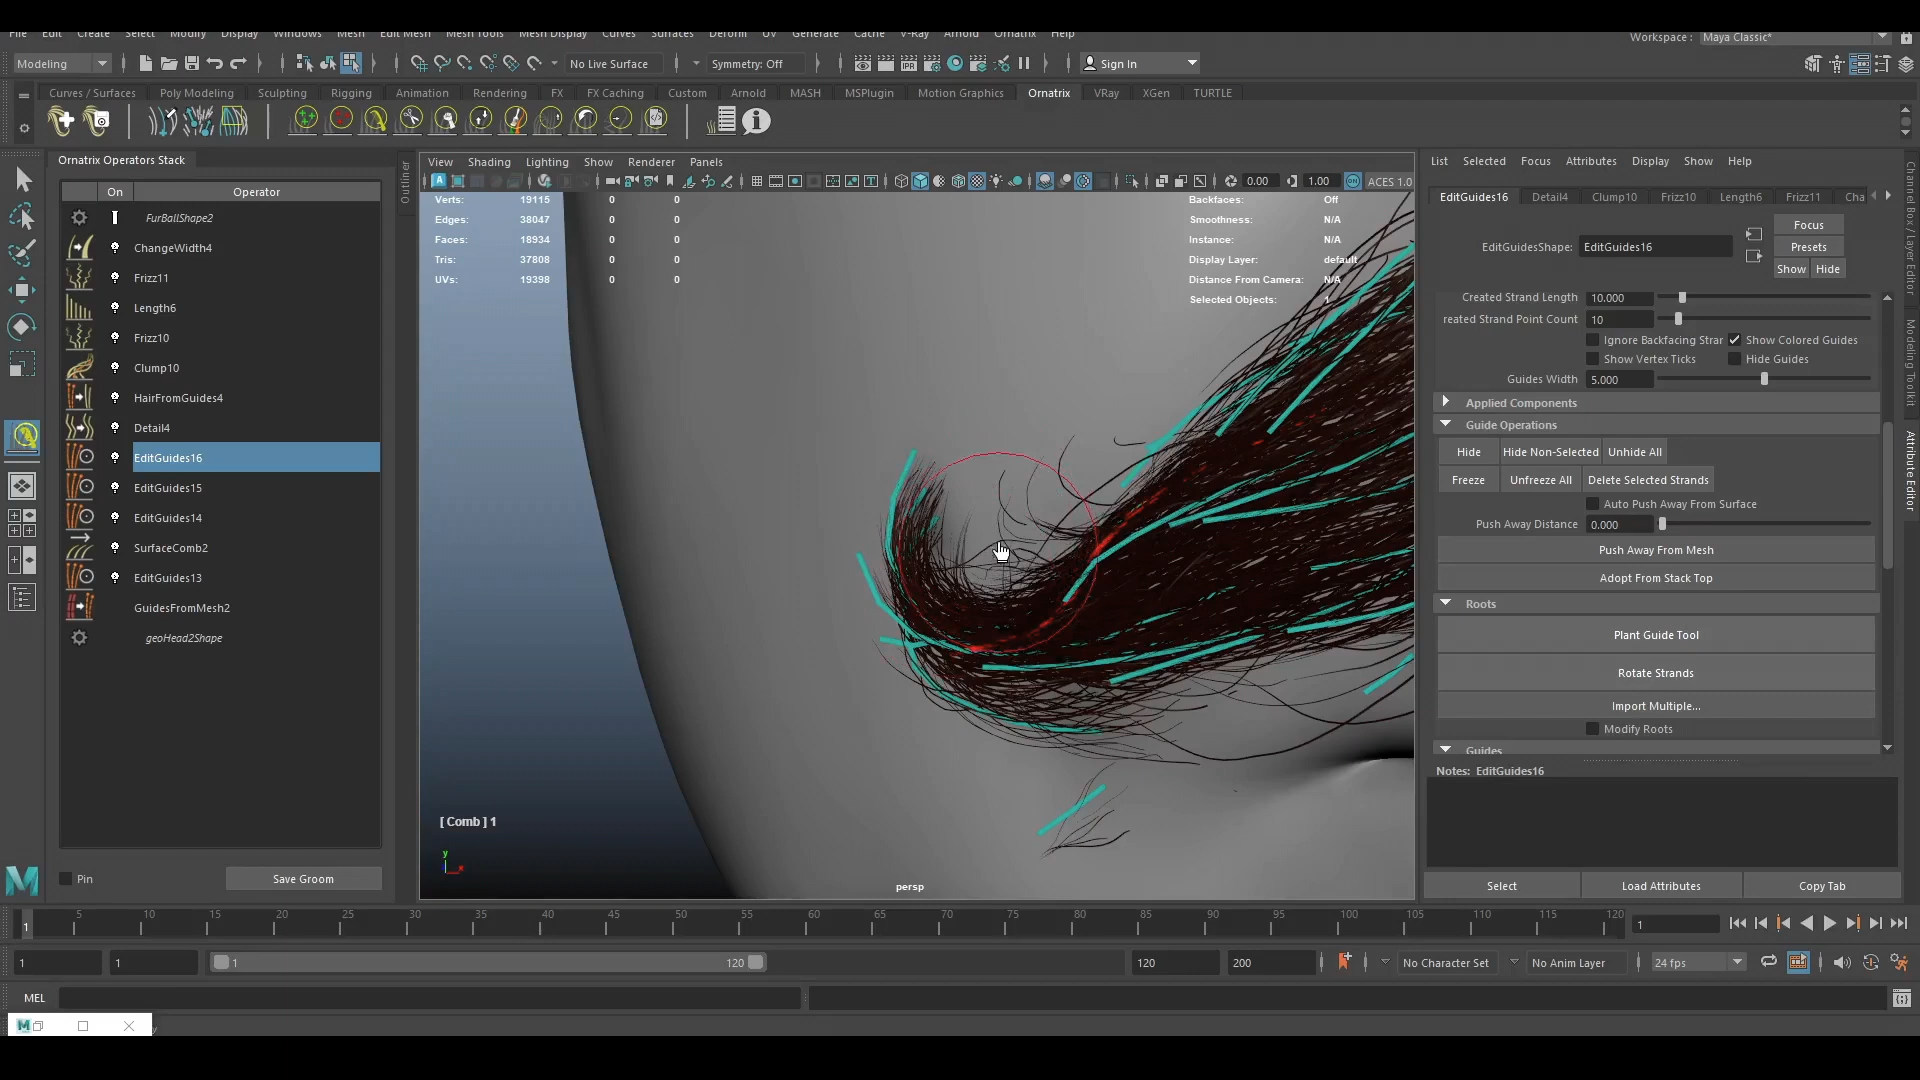 File Edit Create Select Modify Display Windows Mesh Edit Mesh Mesh Tools Mesh Display Curves Surfaces Deform UV Generate Cache V-Ray Arnold Ornatrix Help
Workspace : Maya Classic*
Modeling No Live Surface Symmetry: Off Sign In
Curves / Surfaces Poly Modeling Sculpting Rigging Animation Rendering FX FX Caching Custom Arnold MASH MSPlugin Motion Graphics Ornatrix VRay XGen TURTLE
Ornatrix Operators Stack
On Operator
FurBallShape2
ChangeWidth4
Frizz11
Length6
Frizz10
Clump10
HairFromGuides4
Detail4
EditGuides16
EditGuides15
EditGuides14
SurfaceComb2
EditGuides13
GuidesFromMesh2
geoHead2Shape
Pin Save Groom
Outliner
View Shading Lighting Show Renderer Panels
0.00 1.00 ON ACES 1.0
Verts: 19115 0 0
Edges: 38047 0 0
Faces: 18934 0 0
Tris: 37808 0 0
UVs: 19398 0 0
Backfaces: Off
Smoothness: N/A
Instance: N/A
Display Layer: default
Distance From Camera: N/A
Selected Objects: 1
[ Comb ] 1
y
x
persp
List Selected Focus Attributes Display Show Help
EditGuides16 Detail4 Clump10 Frizz10 Length6 Frizz11 Cha
EditGuidesShape: EditGuides16
Focus
Presets
Show Hide
Created Strand Length 10.000
reated Strand Point Count 10
Ignore Backfacing Strar Show Colored Guides
Show Vertex Ticks Hide Guides
Guides Width 5.000
Applied Components
Guide Operations
Hide Hide Non-Selected Unhide All
Freeze Unfreeze All Delete Selected Strands
Auto Push Away From Surface
Push Away Distance 0.000
Push Away From Mesh
Adopt From Stack Top
Roots
Plant Guide Tool
Rotate Strands
Import Multiple...
Modify Roots
Guides
Notes: EditGuides16
Select Load Attributes Copy Tab
Channel Box / Layer Editor
Modeling Toolkit
Attribute Editor
1 5 10 15 20 25 30 35 40 45 50 55 60 65 70 75 80 85 90 95 100 105 110 115 120 1
1 1 1 120 120 200 No Character Set No Anim Layer 24 fps
MEL